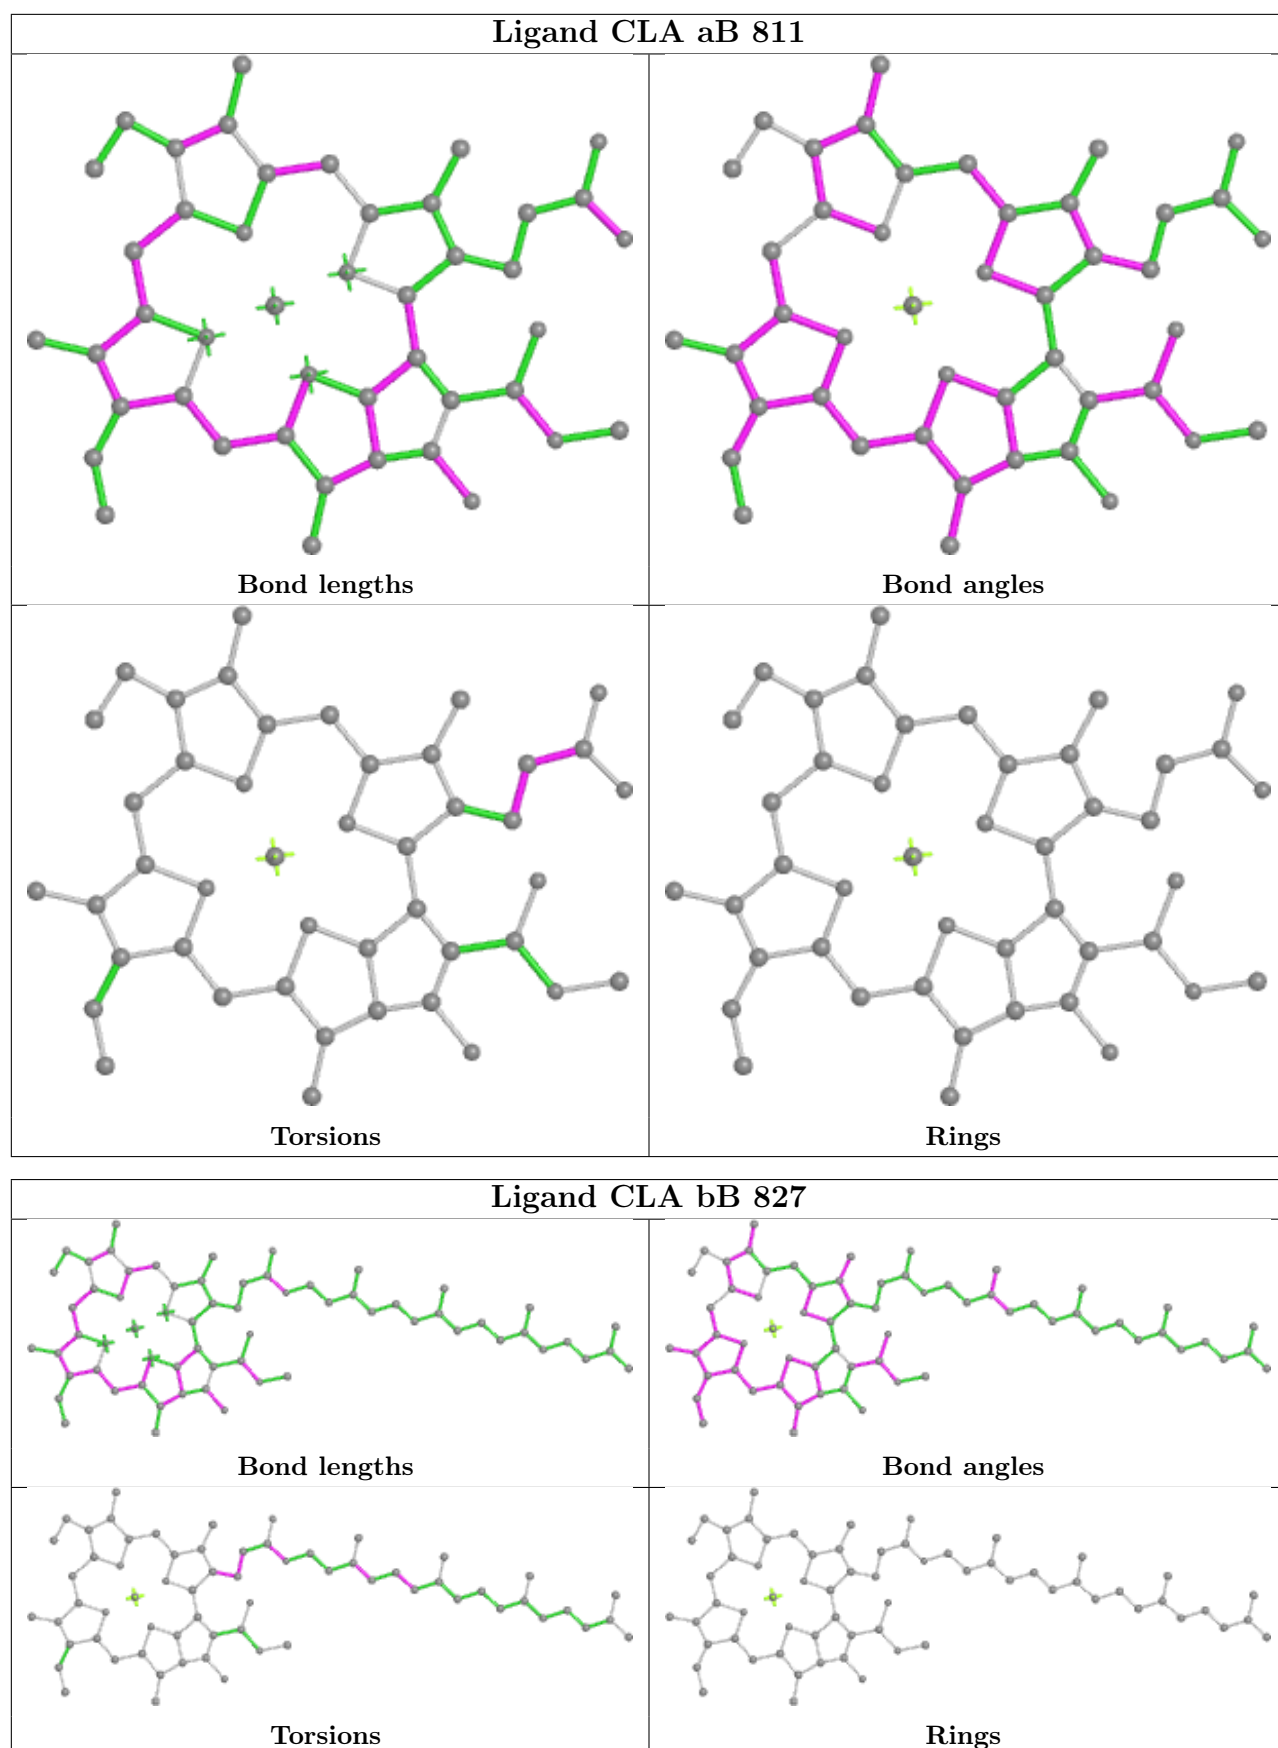 Ligand CLA aB 811
Bond lengths
Bond angles
Torsions
Rings
Ligand CLA bB 827
Bond lengths
Bond angles
Torsions
Rings